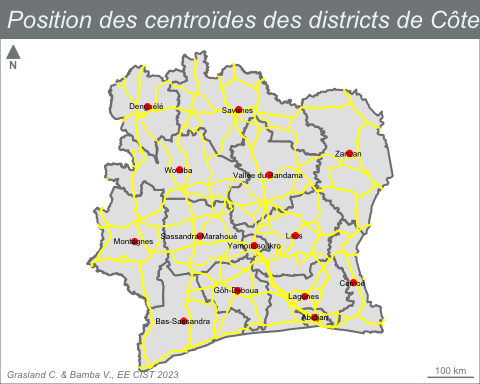 Position des centroïdes des districts de Côte
N
Denguélé
Savanes
Zanzan
Woroba
Vallée du Bandama
Sassandra-Marahoué
Lacs
Montagnes
Yamoussoukro
Comoé
Gôh-Djiboua
Lagunes
Bas-Sassandra
Abidjan
Grasland C. & Bamba V., EE CIST 2023
100 km